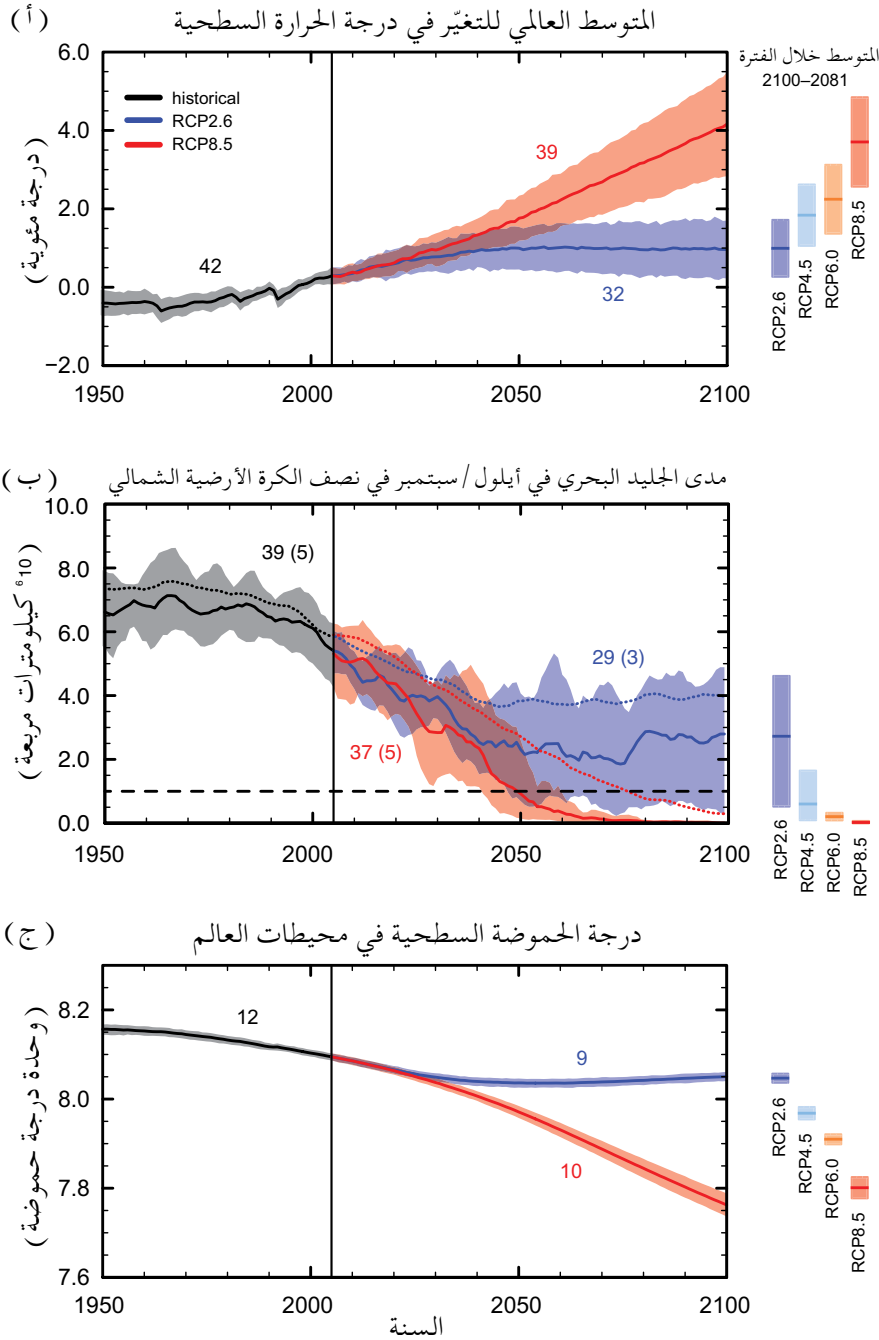 (أ) المتوسط العالمي للتغيّر في درجة الحرارة السطحية
(درجة مئوية)
6.0
4.0
2.0
0.0
−2.0
historical
RCP2.6
RCP8.5
42
39
32
1950
2000
2050
2100
المتوسط خلال الفترة
2081–2100
RCP2.6
RCP4.5
RCP6.0
RCP8.5
(ب) مدى الجليد البحري في أيلول/سبتمبر في نصف الكرة الأرضية الشمالي
(10⁶ كيلومترات مربعة)
10.0
8.0
6.0
4.0
2.0
0.0
39 (5)
29 (3)
37 (5)
1950
2000
2050
2100
RCP2.6
RCP4.5
RCP6.0
RCP8.5
(ج) درجة الحموضة السطحية في محيطات العالم
(وحدة درجة حموضة)
8.2
8.0
7.8
7.6
12
9
10
1950
2000
2050
2100
السنة
RCP2.6
RCP4.5
RCP6.0
RCP8.5